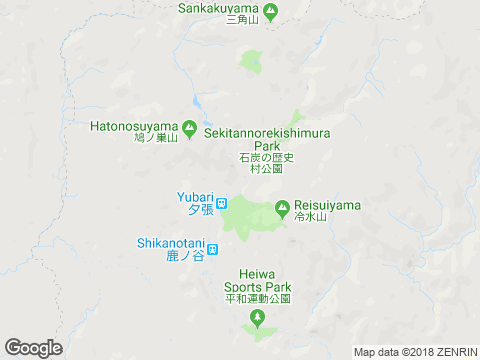 Sankakuyama
三角山
Hatonosuyama
鳩ノ巣山
Sekitannorekishimura
Park
石炭の歴史
村公園
Yubari
夕張
Reisuiyama
冷水山
Shikanotani
鹿ノ谷
Heiwa
Sports Park
平和運動公園
Google
Map data ©2018 ZENRIN